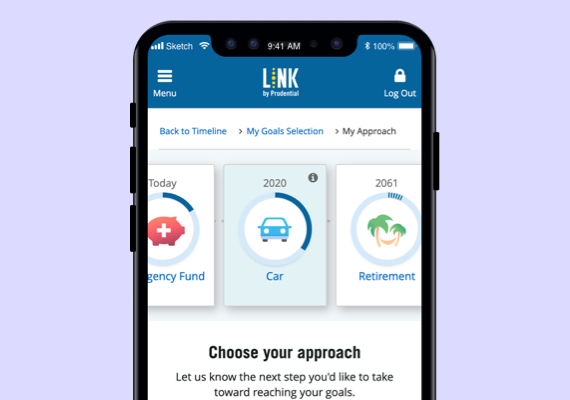 Sketch 9:41 AM 100%
LINK
by Prudential
Menu Log Out
Back to Timeline > My Goals Selection > My Approach
Today 2020 2061
gency Fund Car Retirement
Choose your approach
Let us know the next step you'd like to take
toward reaching your goals.